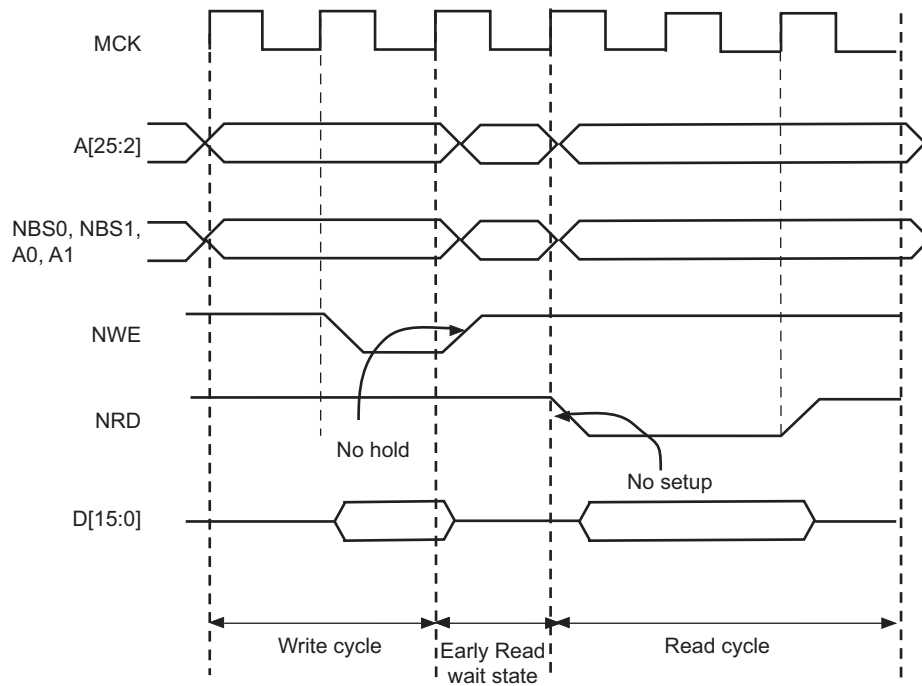 MCK
A[25:2]
NBS0, NBS1,
A0, A1
NWE
NRD
No hold
No setup
D[15:0]
Write cycle
Early Read
wait state
Read cycle